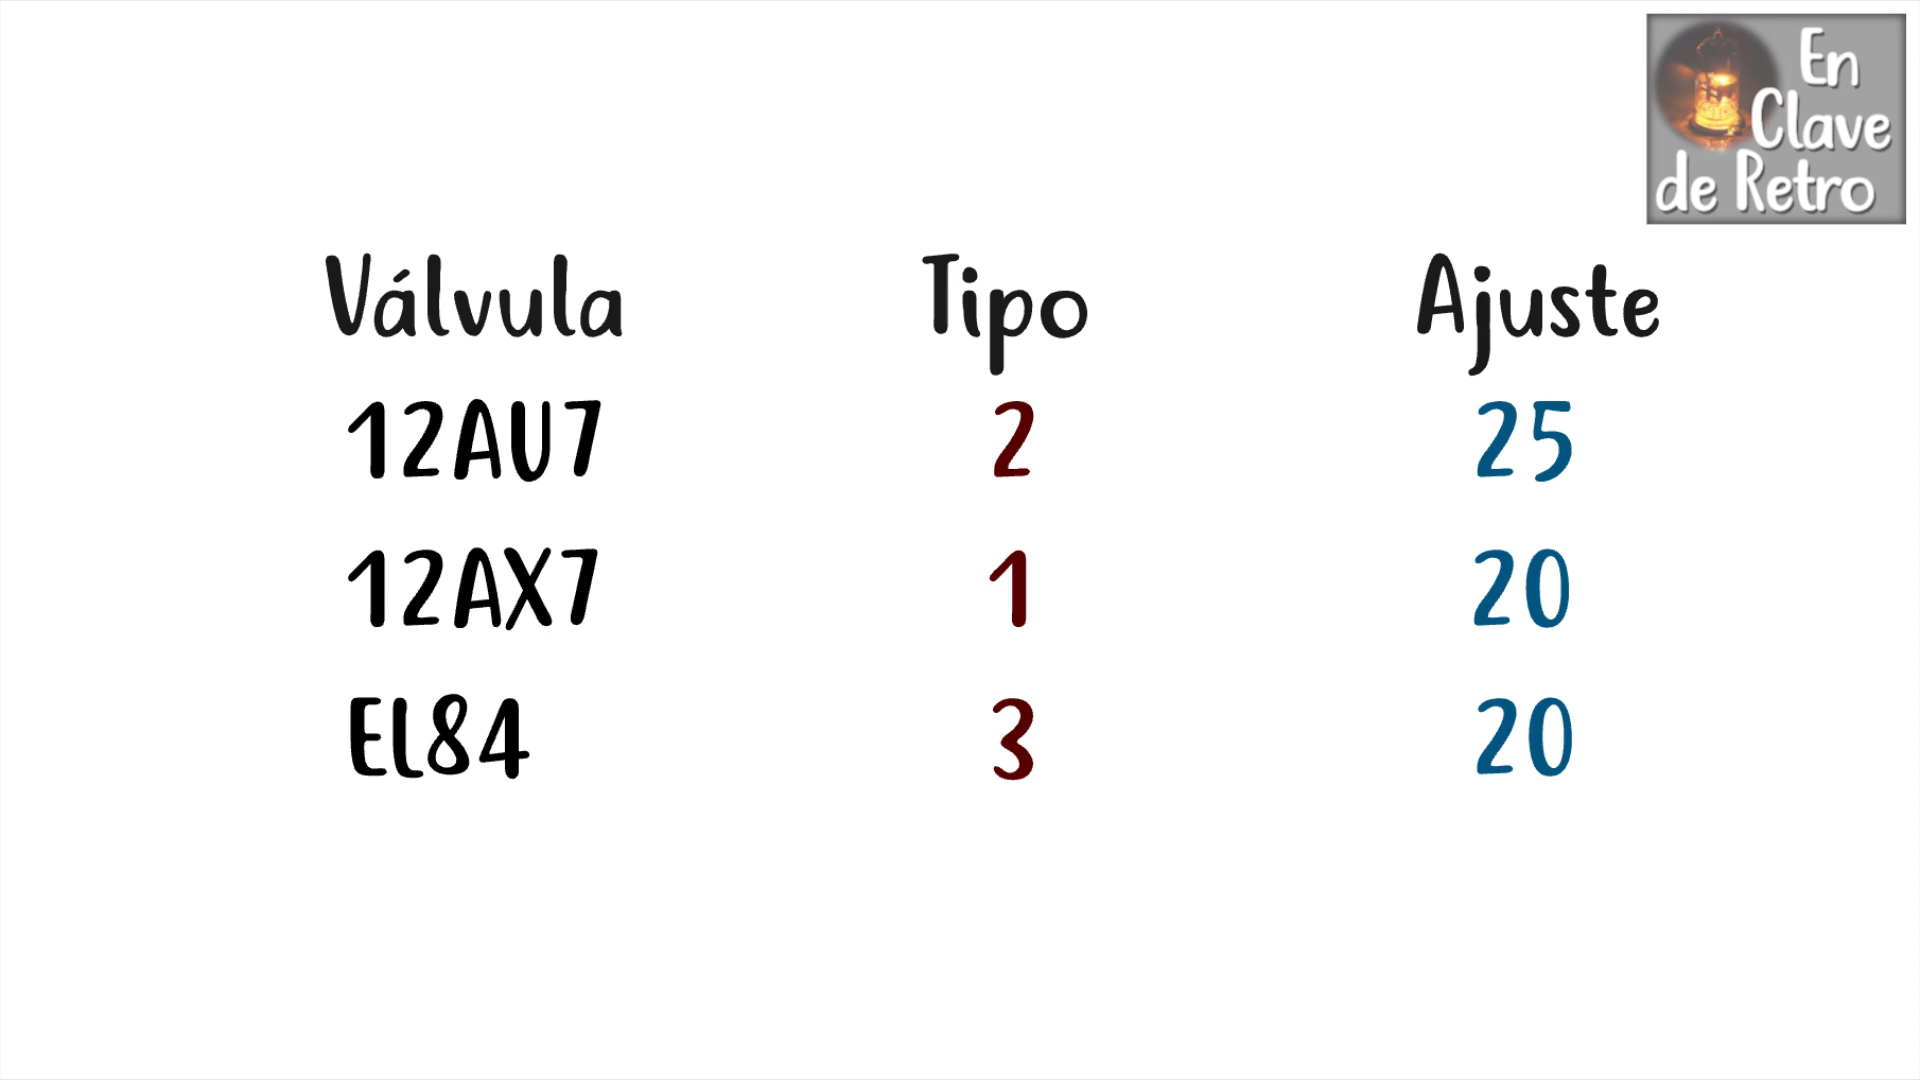 En
Clave
de Retro
Válvula Tipo Ajuste
12AU7 2 25
12AX7 1 20
EL84 3 20